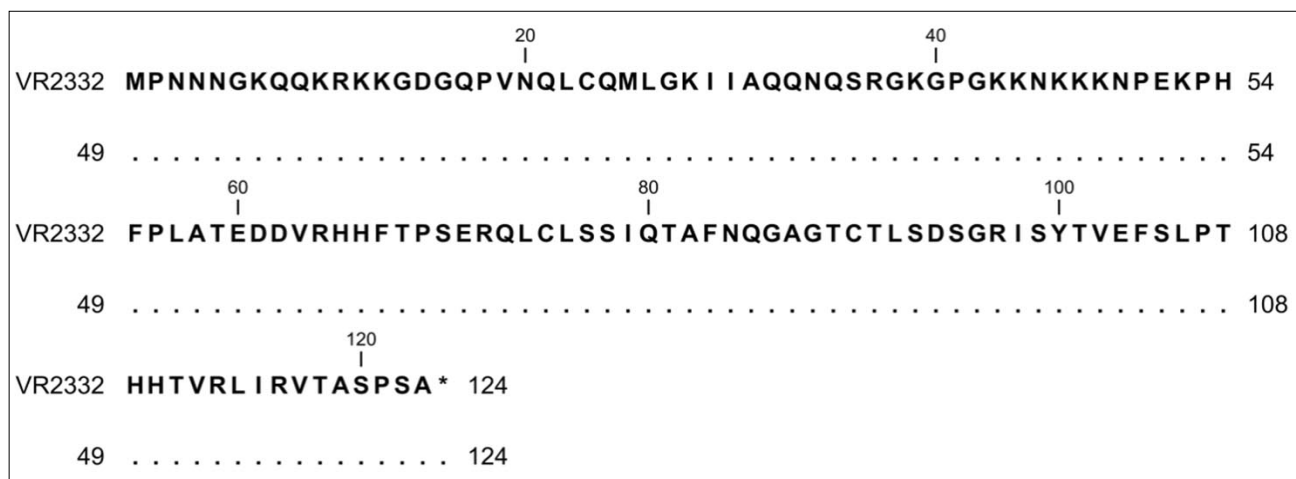 20 40
VR2332 MPNNNGKQQKRKKGDGQPVNQLCQMLGKIIAQQNQSRGKGPGKKNKKKNPEKPH 54
49 . . . . . . . . . . . . . . . . . . . . . . . . . . . . . . . . . . . . . . . . . . . . . . . . . . . . . . 54
60 80 100
VR2332 FPLATEDDVRHHFTPSERQLCLSSIQTAFNQGAGTCTLSDSGRISYTVEFSLPT 108
49 . . . . . . . . . . . . . . . . . . . . . . . . . . . . . . . . . . . . . . . . . . . . . . . . . . . . . . 108
120
VR2332 HHTVRLIRVTASPSA* 124
49 . . . . . . . . . . . . . . . . 124